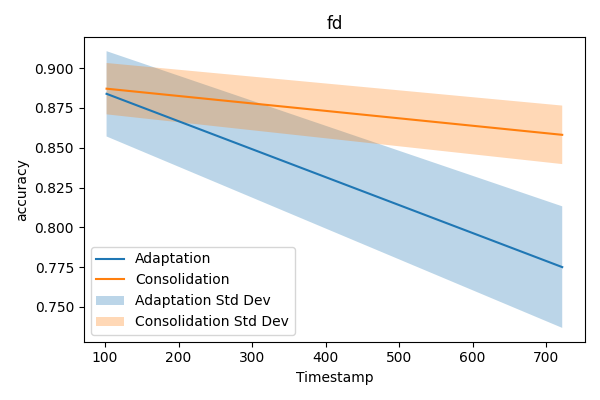 fd
0.900
0.875
0.850
0.825
0.800
0.775
0.750
accuracy
Adaptation
Consolidation
Adaptation Std Dev
Consolidation Std Dev
100 200 300 400 500 600 700
Timestamp